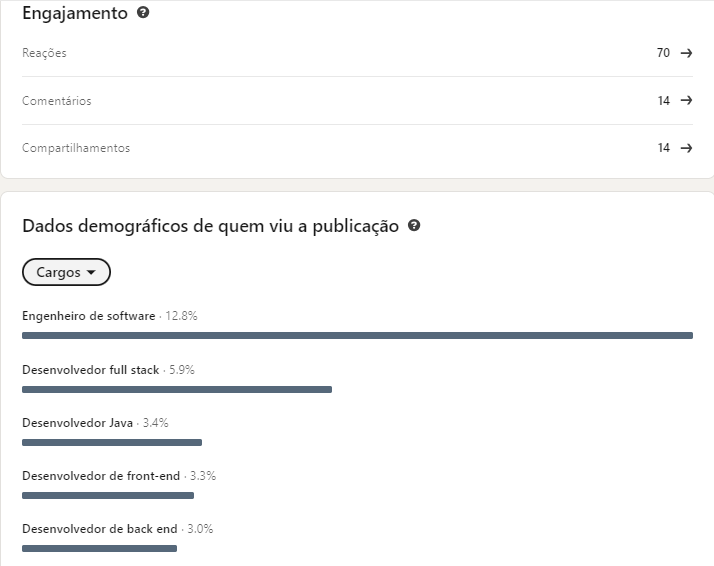 Engajamento
Reações 70
Comentários 14
Compartilhamentos 14
Dados demográficos de quem viu a publicação
Cargos
Engenheiro de software · 12.8%
Desenvolvedor full stack · 5.9%
Desenvolvedor Java · 3.4%
Desenvolvedor de front-end · 3.3%
Desenvolvedor de back end · 3.0%